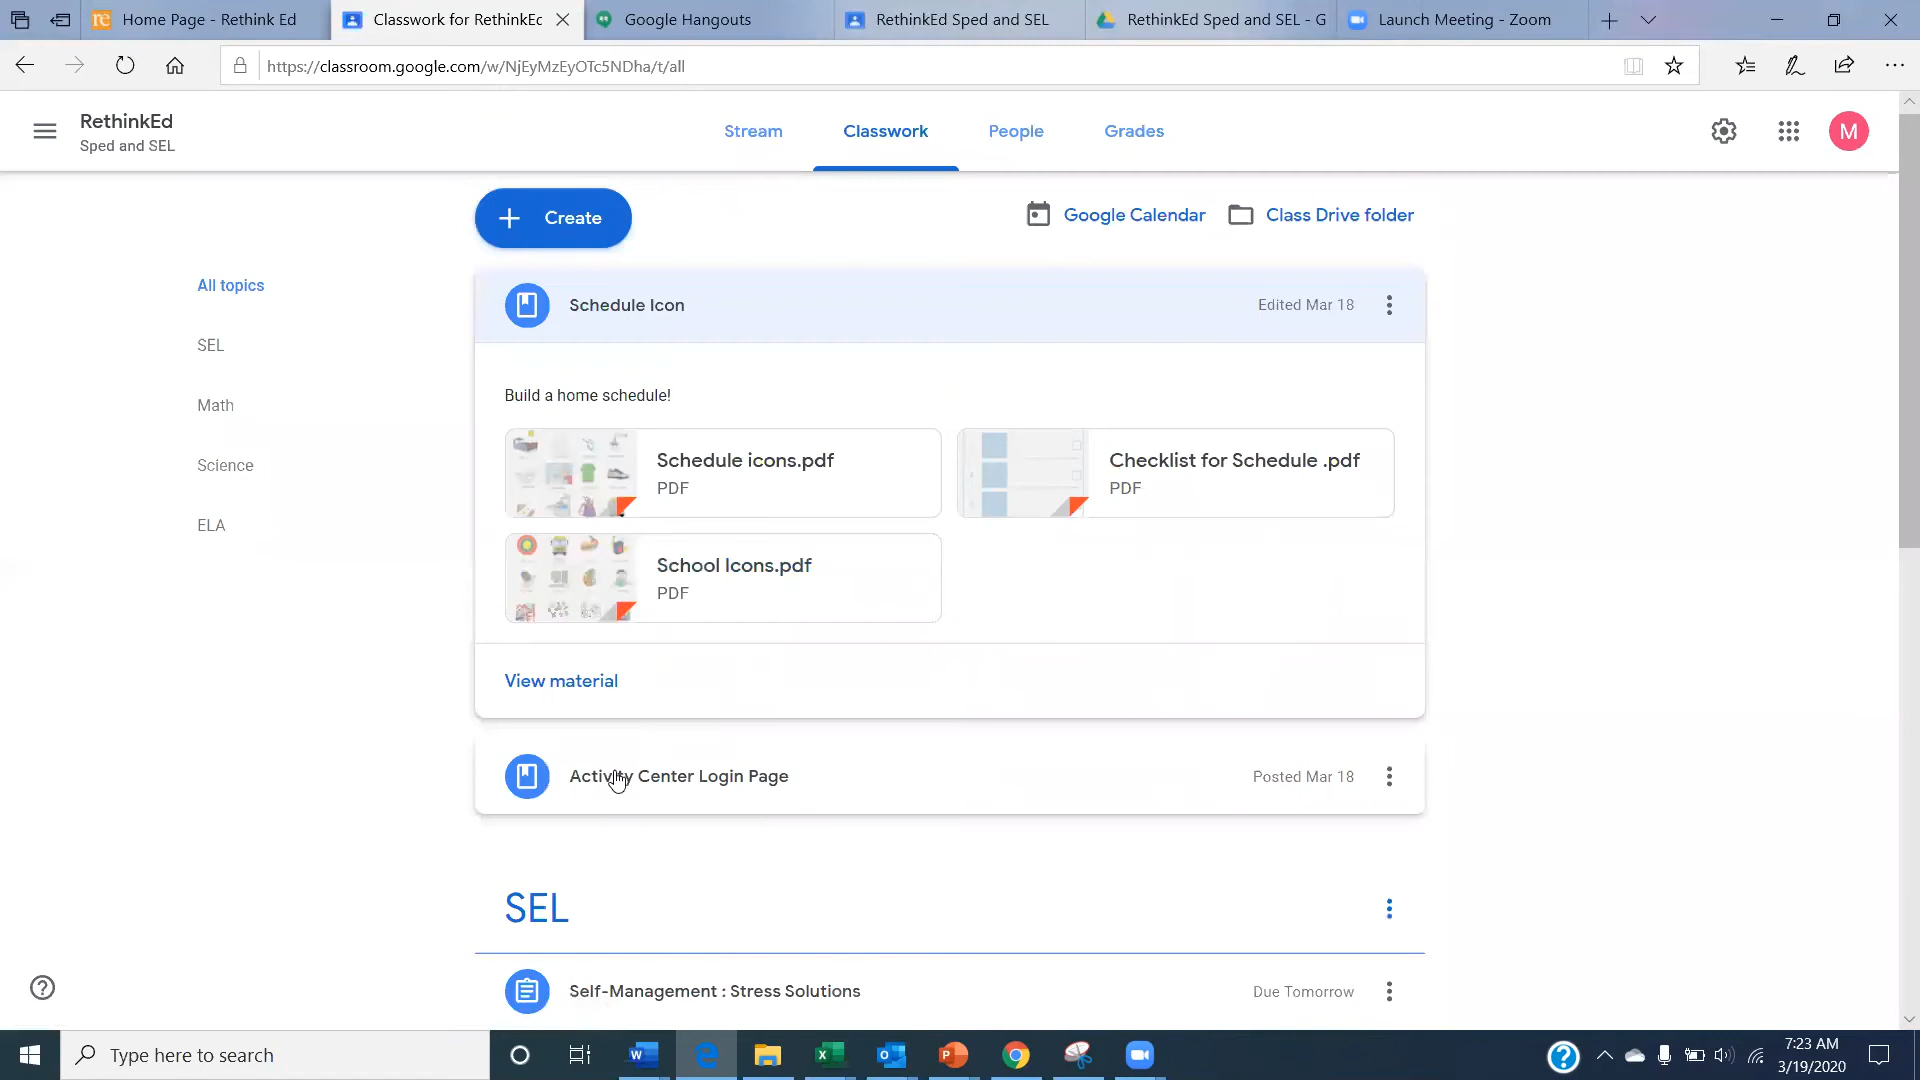 Home Page - Rethink Ed
Classwork for RethinkEc
Google Hangouts
RethinkEd Sped and SEL
RethinkEd Sped and SEL - G
Launch Meeting - Zoom
https://classroom.google.com/w/NjEyMzEyOTc5NDha/t/all
RethinkEd
Sped and SEL
Stream
Classwork
People
Grades
M
Create
Google Calendar
Class Drive folder
All topics
SEL
Math
Science
ELA
Schedule Icon
Edited Mar 18
Build a home schedule!
Schedule icons.pdf
PDF
Checklist for Schedule .pdf
PDF
School Icons.pdf
PDF
View material
Activity Center Login Page
Posted Mar 18
SEL
Self-Management : Stress Solutions
Due Tomorrow
Type here to search
7:23 AM
3/19/2020